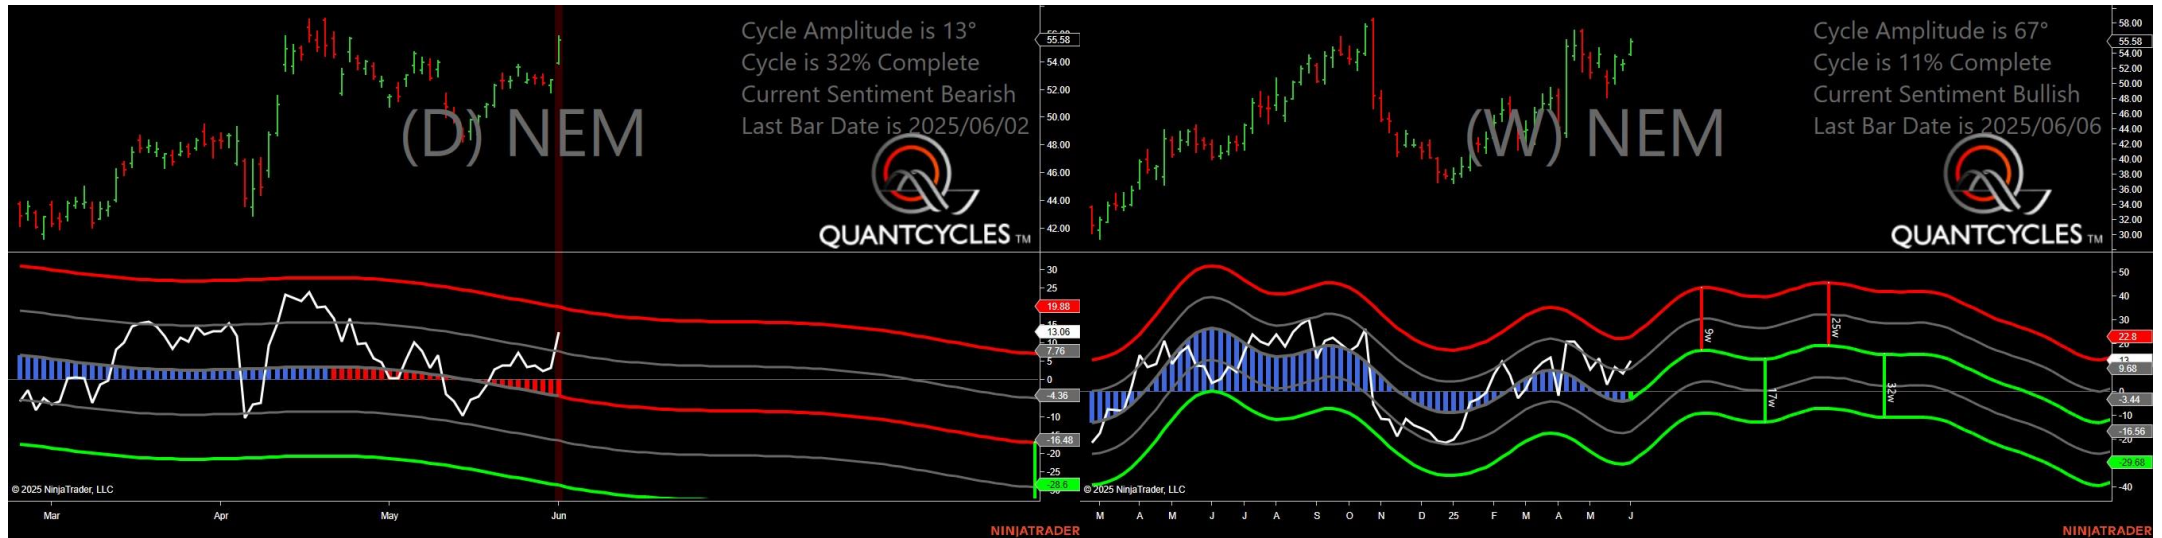 Cycle Amplitude is 13°
Cycle is 32% Complete
Current Sentiment Bearish
Last Bar Date is 2025/06/02
(D) NEM
QUANTCYCLES TM
55.58
54.00
52.00
50.00
48.00
46.00
44.00
42.00
30
25
19.88
13.06
7.76
5
0
-4.36
-10
-16.48
-20
-25
-28.6
© 2025 NinjaTrader, LLC
Mar
Apr
May
Jun
NINJATRADER
Cycle Amplitude is 67°
Cycle is 11% Complete
Current Sentiment Bullish
Last Bar Date is 2025/06/06
(W) NEM
QUANTCYCLES TM
58.00
55.58
54.00
52.00
50.00
48.00
46.00
44.00
42.00
40.00
38.00
36.00
34.00
32.00
30.00
50
40
30
22.8
13
9.68
0
-3.44
-10
-16.56
-20
-29.68
-40
9w
17w
25w
32w
© 2025 NinjaTrader, LLC
M A M J J A S O N D 25 F M A M J
NINJATRADER